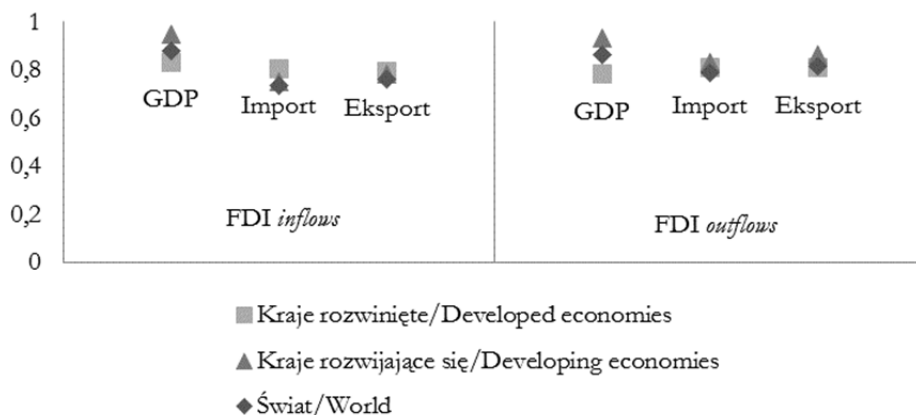 1
0,8
0,6
0,4
0,2
0
GDP
Import
Eksport
FDI inflows
GDP
Import
Eksport
FDI outflows
Kraje rozwinięte/Developed economies
Kraje rozwijające się/Developing economies
Świat/World